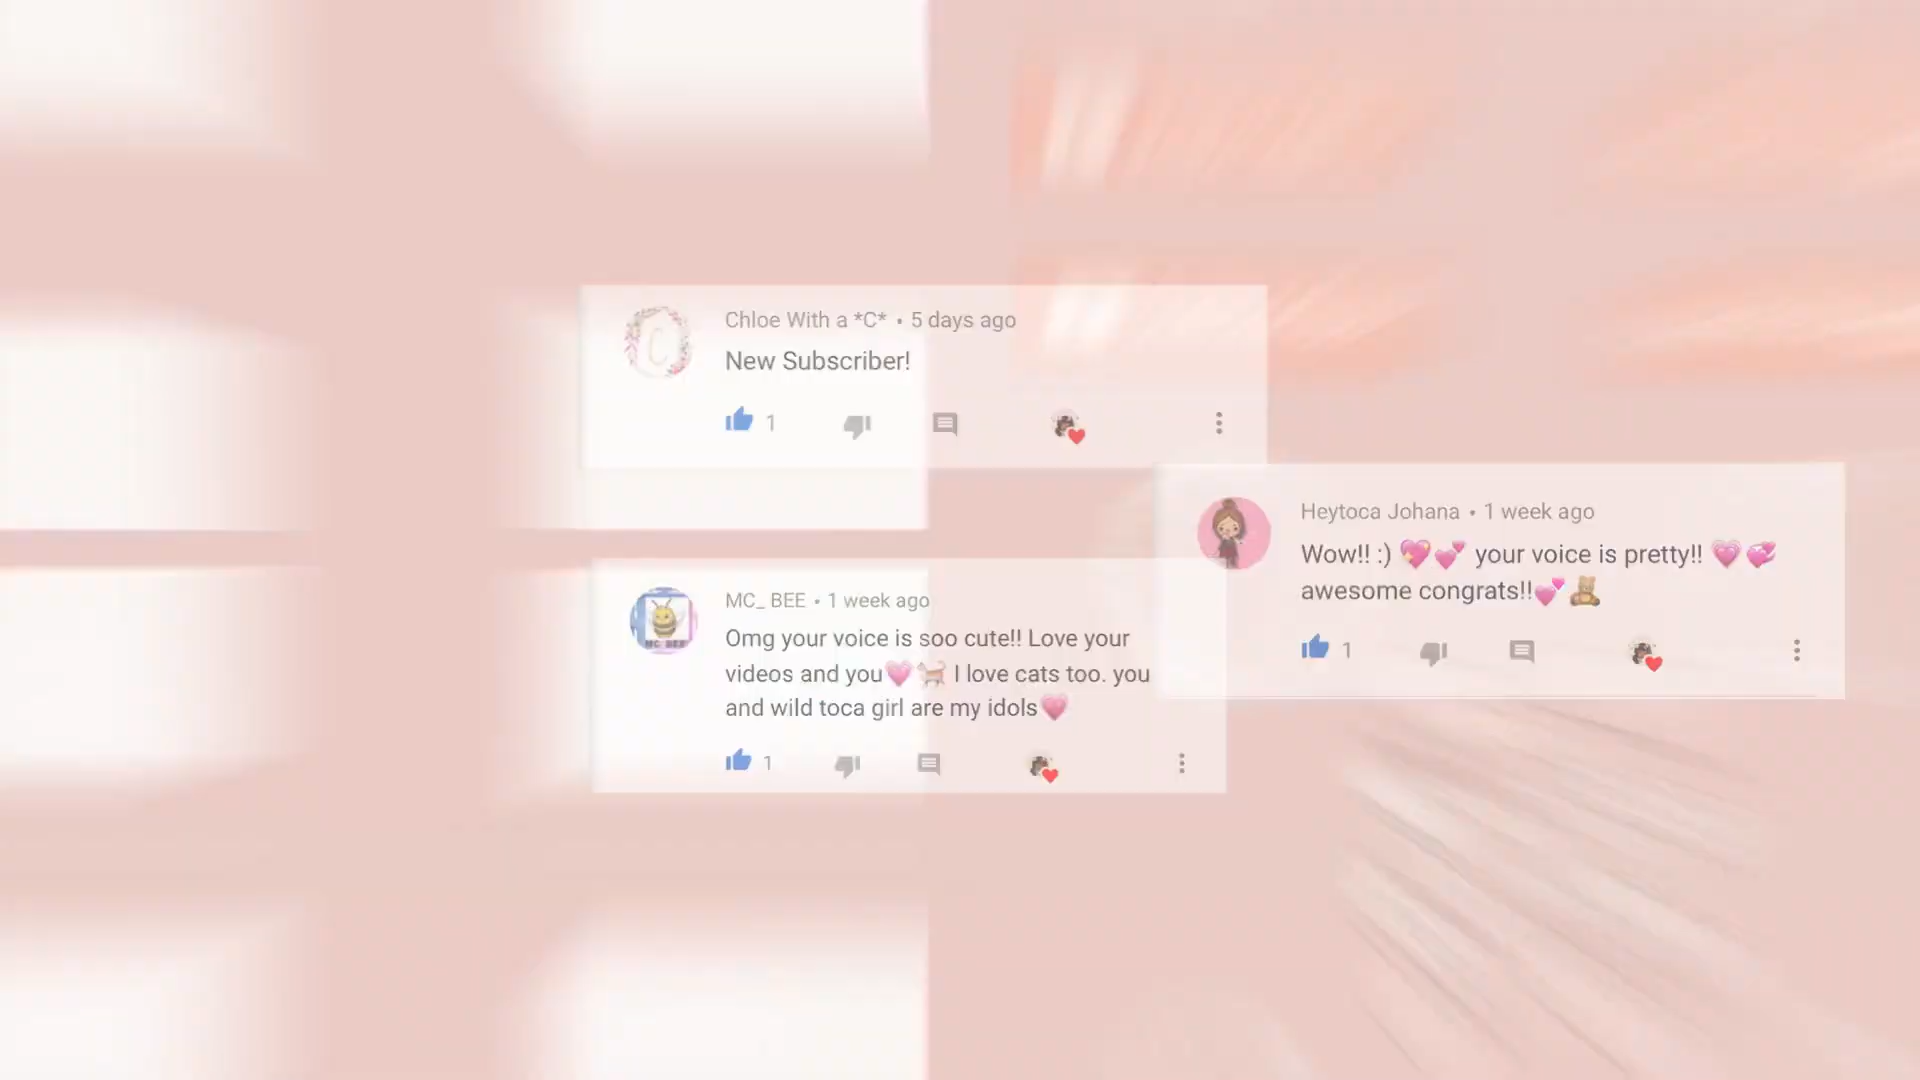 Chloe With a *C* • 5 days ago
New Subscriber!
1
Heytoca Johana • 1 week ago
Wow!! :) 💖💕 your voice is pretty!! 💗💞
awesome congrats!!💕🧸
1
MC_ BEE • 1 week ago
MC BEE
Omg your voice is soo cute!! Love your
videos and you💗🐈 I love cats too. you
and wild toca girl are my idols💗
1